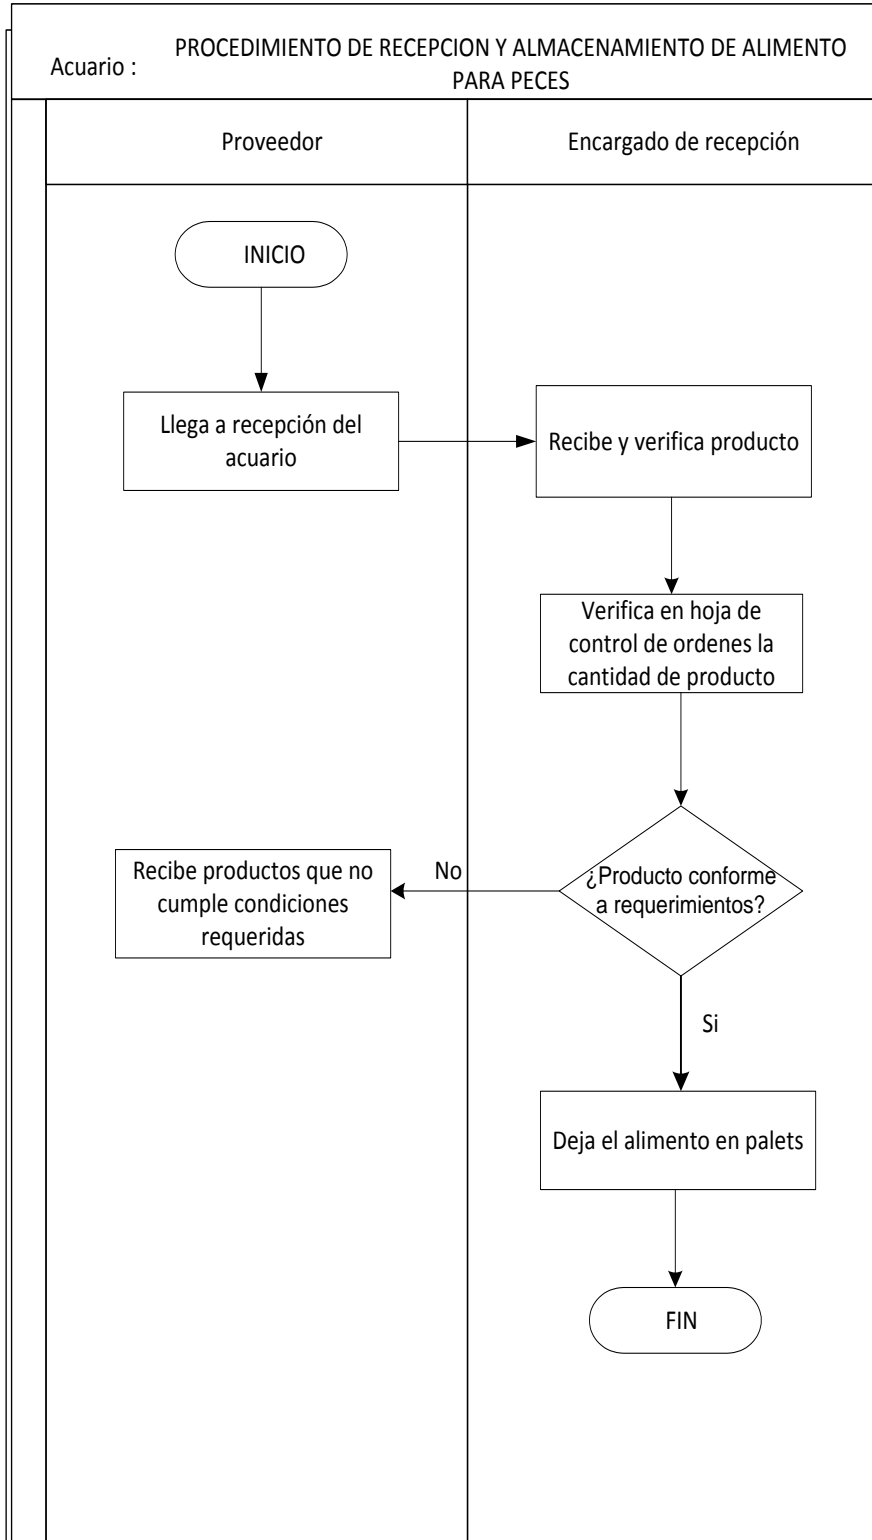 Acuario :
PROCEDIMIENTO DE RECEPCION Y ALMACENAMIENTO DE ALIMENTO
PARA PECES
Proveedor
Encargado de recepción
INICIO
Llega a recepción del
acuario
Recibe y verifica producto
Verifica en hoja de
control de ordenes la
cantidad de producto
¿Producto conforme
a requerimientos?
No
Recibe productos que no
cumple condiciones
requeridas
Si
Deja el alimento en palets
FIN